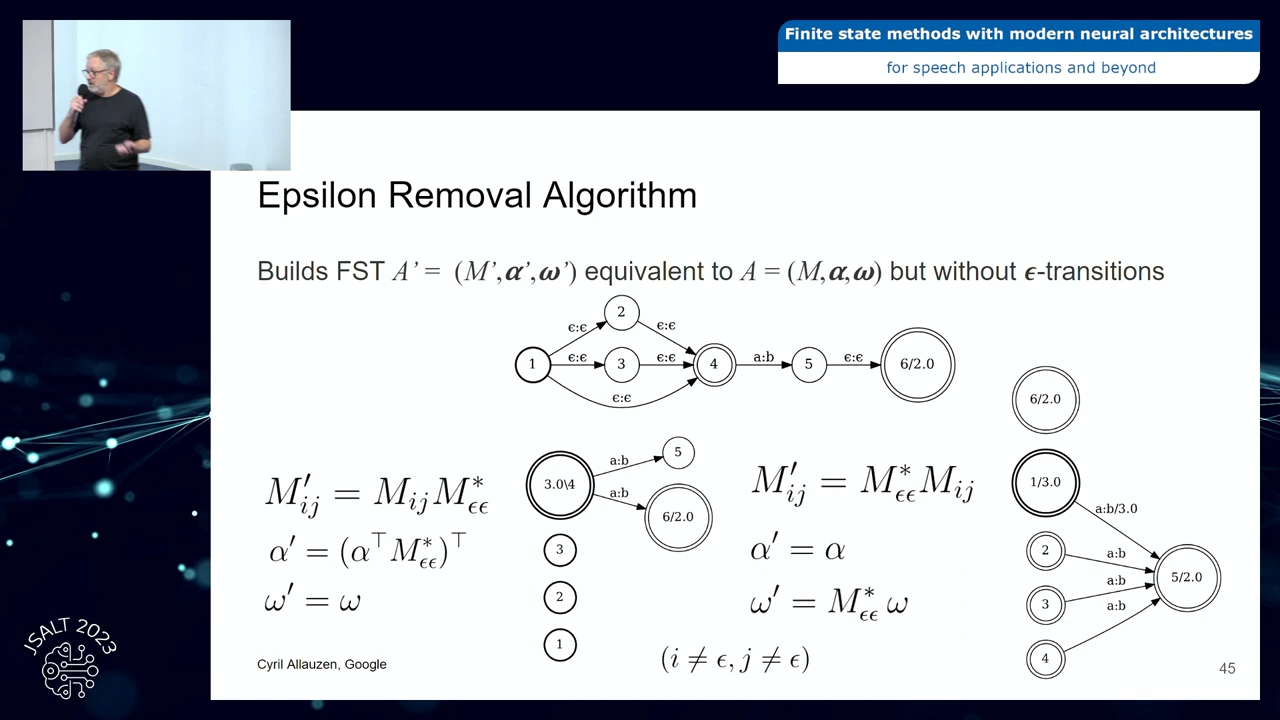 Finite state methods with modern neural architectures
for speech applications and beyond
Epsilon Removal Algorithm
Builds FST A’ = (M’,α’,ω’) equivalent to A = (M,α,ω) but without ϵ-transitions
2
ϵ:ϵ
ϵ:ϵ
1
ϵ:ϵ
3
ϵ:ϵ
4
a:b
5
ϵ:ϵ
6/2.0
ϵ:ϵ
6/2.0
M′ij = MijM*ϵϵ
α′ = (α⊤M*ϵϵ)⊤
ω′ = ω
3.0\4
a:b
5
a:b
6/2.0
3
2
1
M′ij = M*ϵϵMij
α′ = α
ω′ = M*ϵϵ ω
1/3.0
a:b/3.0
2
a:b
3
a:b
4
a:b
5/2.0
(i ≠ ϵ, j ≠ ϵ)
JSALT 2023
Cyril Allauzen, Google
45